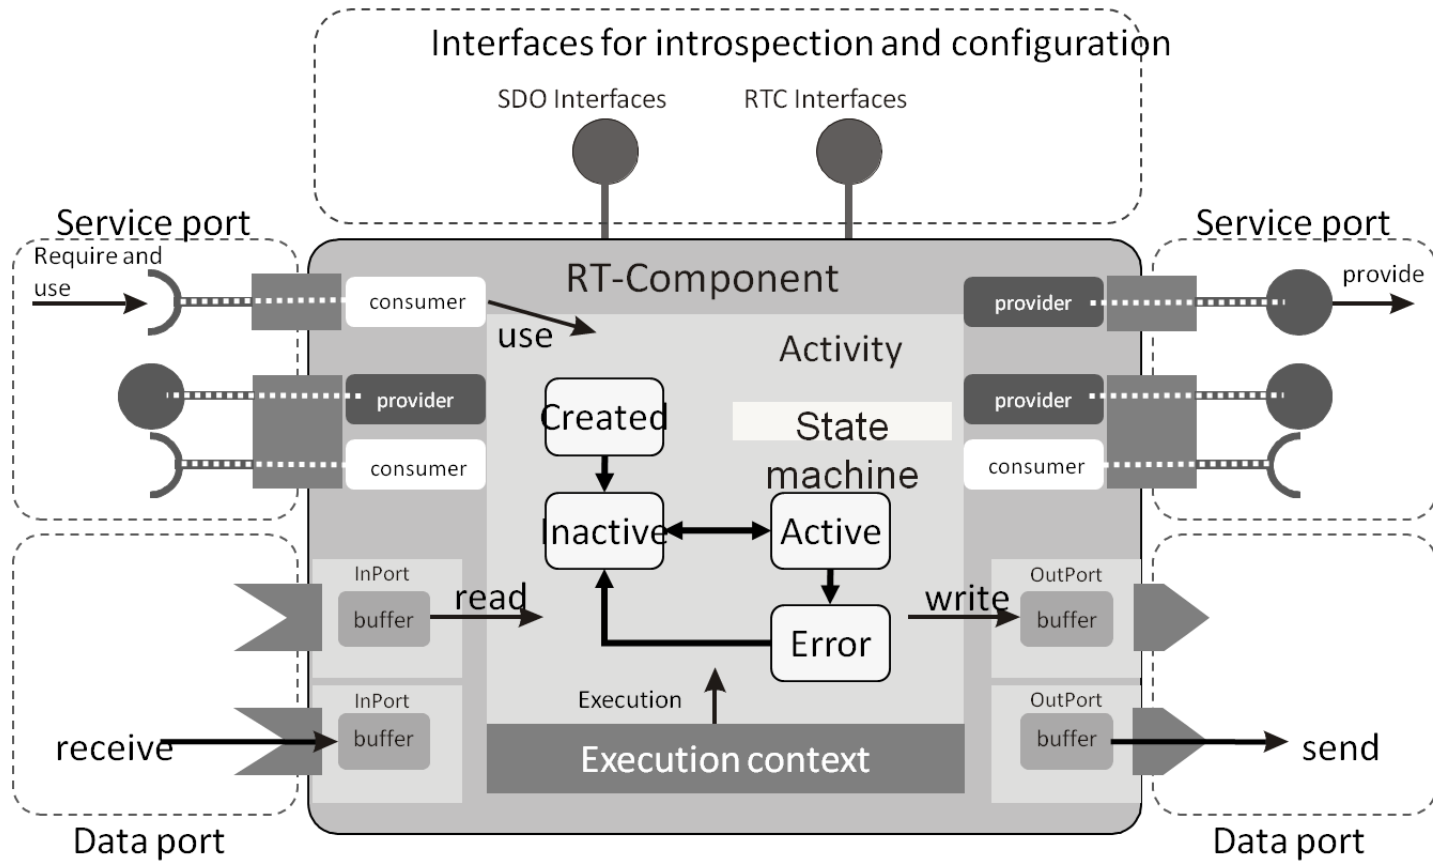 Interfaces for introspection and configuration
SDO Interfaces
RTC Interfaces
Service port
Service port
Require and
use
RT-Component
provide
consumer
use
provider
Activity
provider
provider
Created
State
machine
consumer
consumer
Inactive
Active
InPort
buffer
read
write
OutPort
buffer
Error
Execution
InPort
buffer
OutPort
buffer
receive
send
Execution context
Data port
Data port